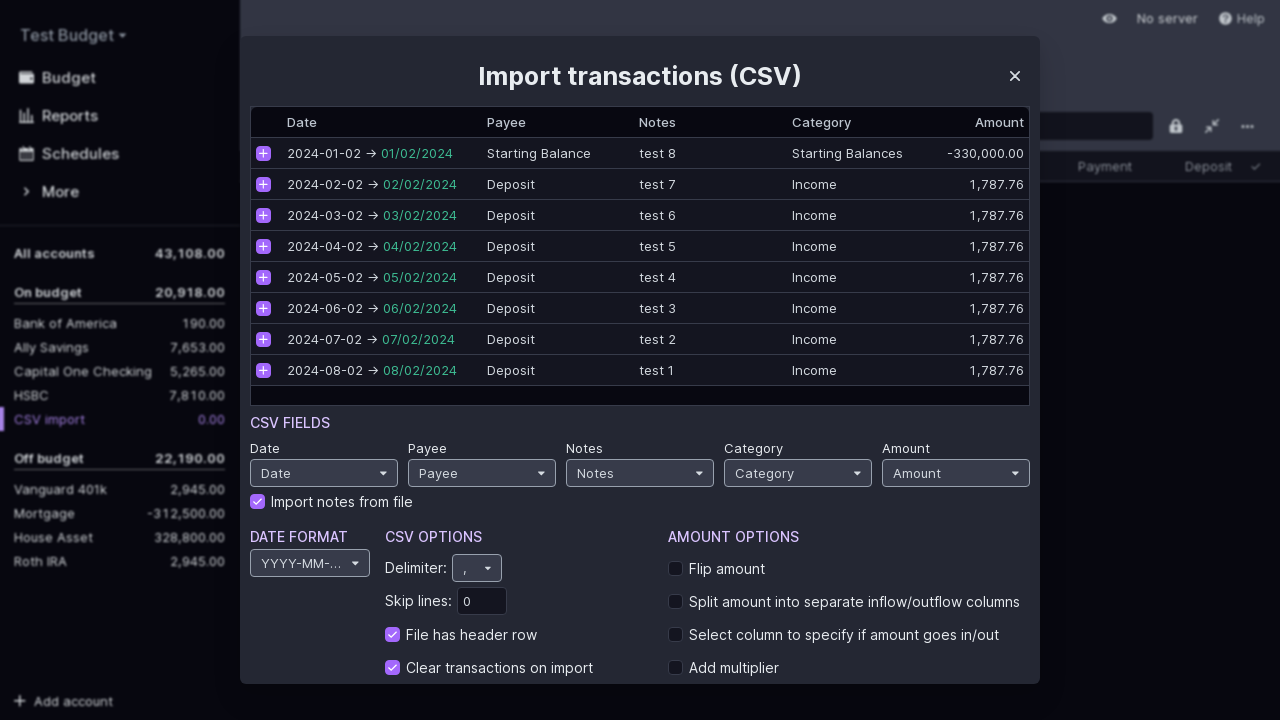 Test Budget
Budget
Reports
Schedules
More
All accounts 43,108.00
On budget 20,918.00
Bank of America 190.00
Ally Savings 7,653.00
Capital One Checking 5,265.00
HSBC 7,810.00
CSV import 0.00
Off budget 22,190.00
Vanguard 401k 2,945.00
Mortgage -312,500.00
House Asset 328,800.00
Roth IRA 2,945.00
Add account
No server Help
Payment Deposit
Import transactions (CSV)
Date Payee Notes Category Amount
2024-01-02 → 01/02/2024 Starting Balance test 8 Starting Balances -330,000.00
2024-02-02 → 02/02/2024 Deposit test 7 Income 1,787.76
2024-03-02 → 03/02/2024 Deposit test 6 Income 1,787.76
2024-04-02 → 04/02/2024 Deposit test 5 Income 1,787.76
2024-05-02 → 05/02/2024 Deposit test 4 Income 1,787.76
2024-06-02 → 06/02/2024 Deposit test 3 Income 1,787.76
2024-07-02 → 07/02/2024 Deposit test 2 Income 1,787.76
2024-08-02 → 08/02/2024 Deposit test 1 Income 1,787.76
CSV FIELDS
Date Payee Notes Category Amount
Date Payee Notes Category Amount
Import notes from file
DATE FORMAT
YYYY-MM-...
CSV OPTIONS
Delimiter: ,
Skip lines: 0
File has header row
Clear transactions on import
AMOUNT OPTIONS
Flip amount
Split amount into separate inflow/outflow columns
Select column to specify if amount goes in/out
Add multiplier